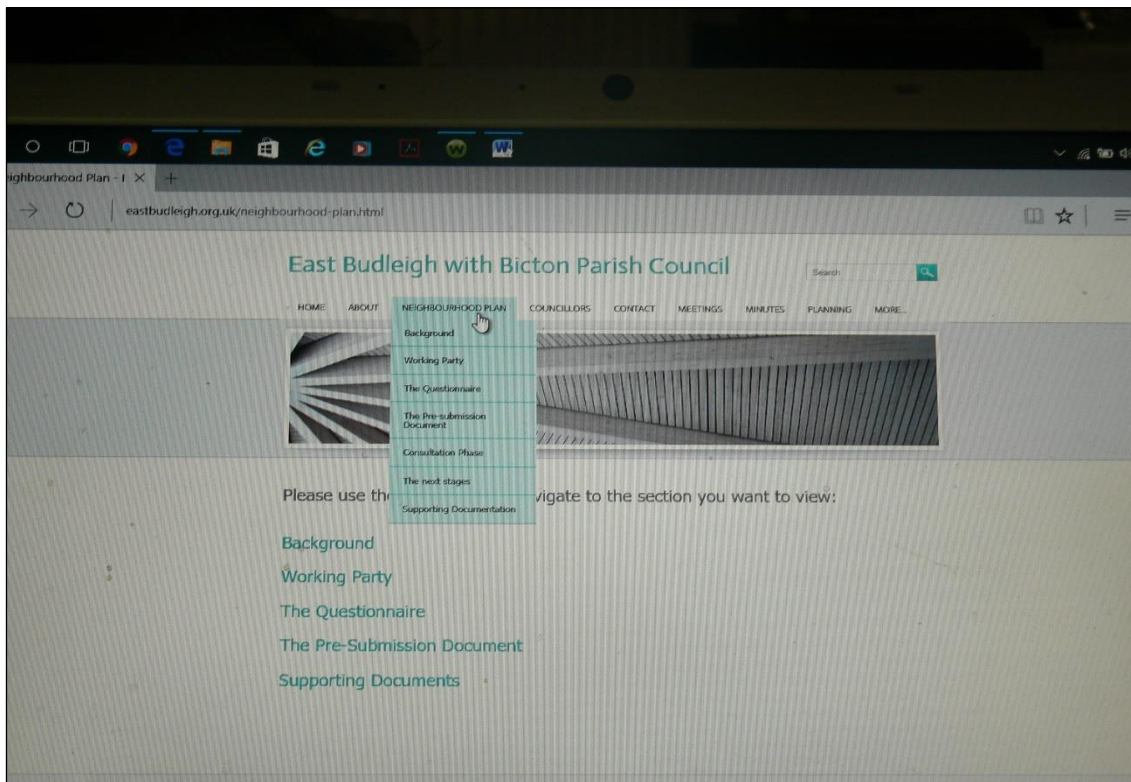 ighbourhood Plan - I
eastbudleigh.org.uk/neighbourhood-plan.html
East Budleigh with Bicton Parish Council
Search
HOME ABOUT NEIGHBOURHOOD PLAN COUNCILLORS CONTACT MEETINGS MINUTES PLANNING MORE...
Background
Working Party
The Questionnaire
The Pre-submission
Document
Consultation Phase
The next stages
Supporting Documentation
Please use the vigate to the section you want to view:
Background
Working Party
The Questionnaire
The Pre-Submission Document
Supporting Documents